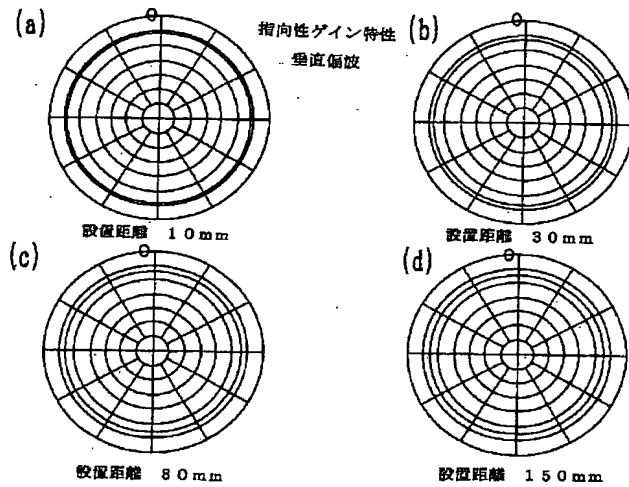 (a)
0
指向性ゲイン特性
垂直偏波
(b)
0
設置距離 10mm
設置距離 30mm
(c)
0
(d)
0
設置距離 80mm
設置距離 150mm